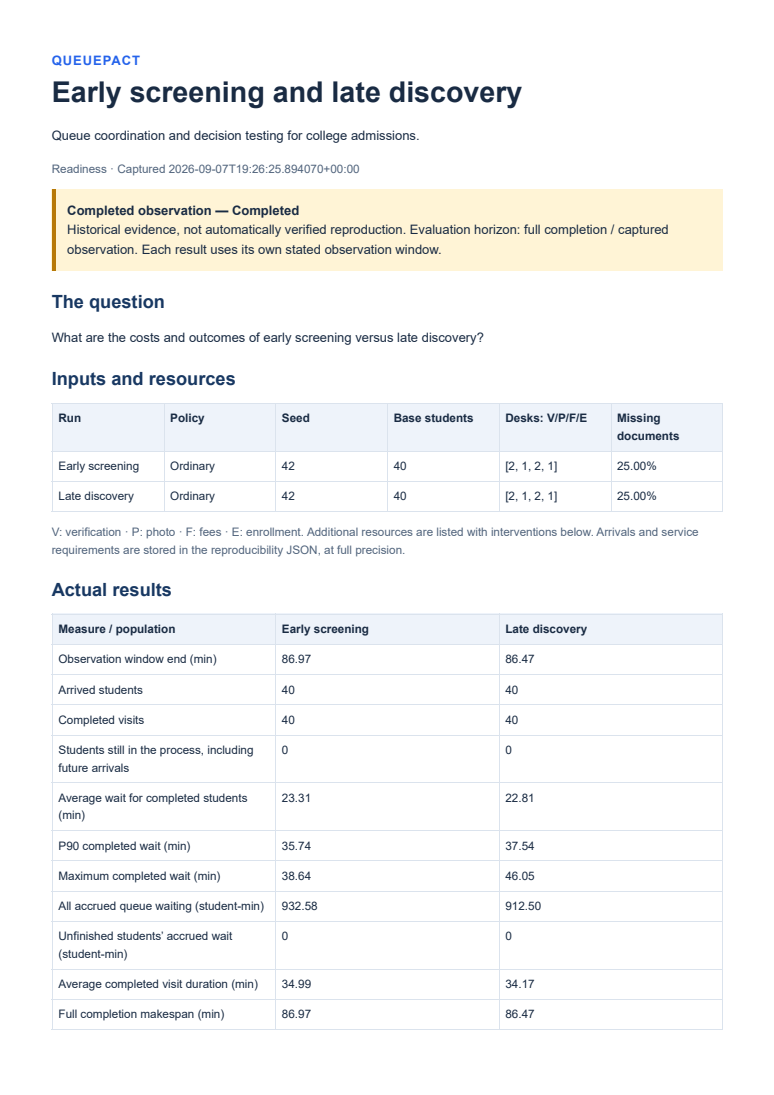 QUEUEPACT
Early screening and late discovery
Queue coordination and decision testing for college admissions.
Readiness · Captured 2026-09-07T19:26:25.894070+00:00
Completed observation — Completed
Historical evidence, not automatically verified reproduction. Evaluation horizon: full completion / captured
observation. Each result uses its own stated observation window.
The question
What are the costs and outcomes of early screening versus late discovery?
Inputs and resources
Run Policy Seed Base students Desks: V/P/F/E Missing
documents
Early screening Ordinary 42 40 [2, 1, 2, 1] 25.00%
Late discovery Ordinary 42 40 [2, 1, 2, 1] 25.00%
V: verification · P: photo · F: fees · E: enrollment. Additional resources are listed with interventions below. Arrivals and service
requirements are stored in the reproducibility JSON, at full precision.
Actual results
Measure / population Early screening Late discovery
Observation window end (min) 86.97 86.47
Arrived students 40 40
Completed visits 40 40
Students still in the process, including 0 0
future arrivals
Average wait for completed students 23.31 22.81
(min)
P90 completed wait (min) 35.74 37.54
Maximum completed wait (min) 38.64 46.05
All accrued queue waiting (student-min) 932.58 912.50
Unfinished students' accrued wait 0 0
(student-min)
Average completed visit duration (min) 34.99 34.17
Full completion makespan (min) 86.97 86.47